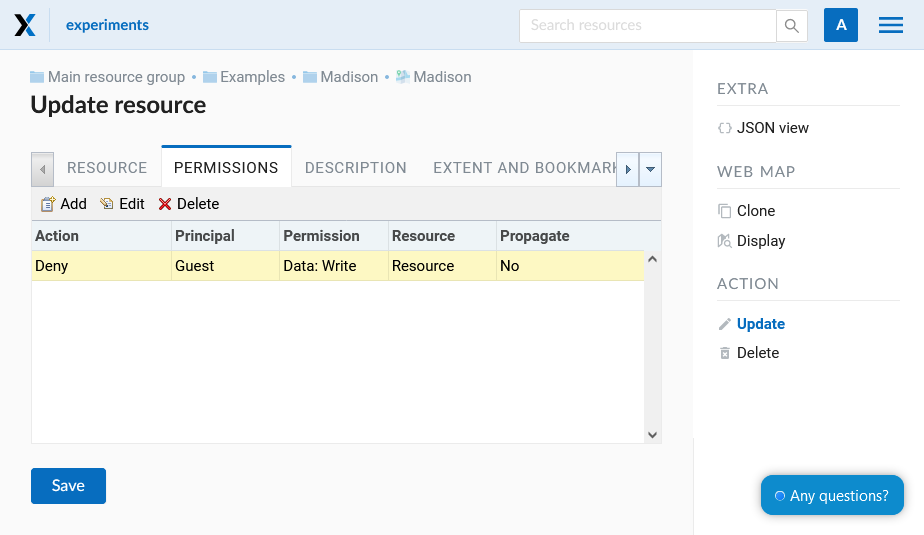 experiments
Search resources
A
Main resource group • Examples • Madison • Madison
Update resource
RESOURCE
PERMISSIONS
DESCRIPTION
EXTENT AND BOOKMARK
Add
Edit
Delete
Action
Principal
Permission
Resource
Propagate
Deny
Guest
Data: Write
Resource
No
Save
EXTRA
JSON view
WEB MAP
Clone
Display
ACTION
Update
Delete
Any questions?